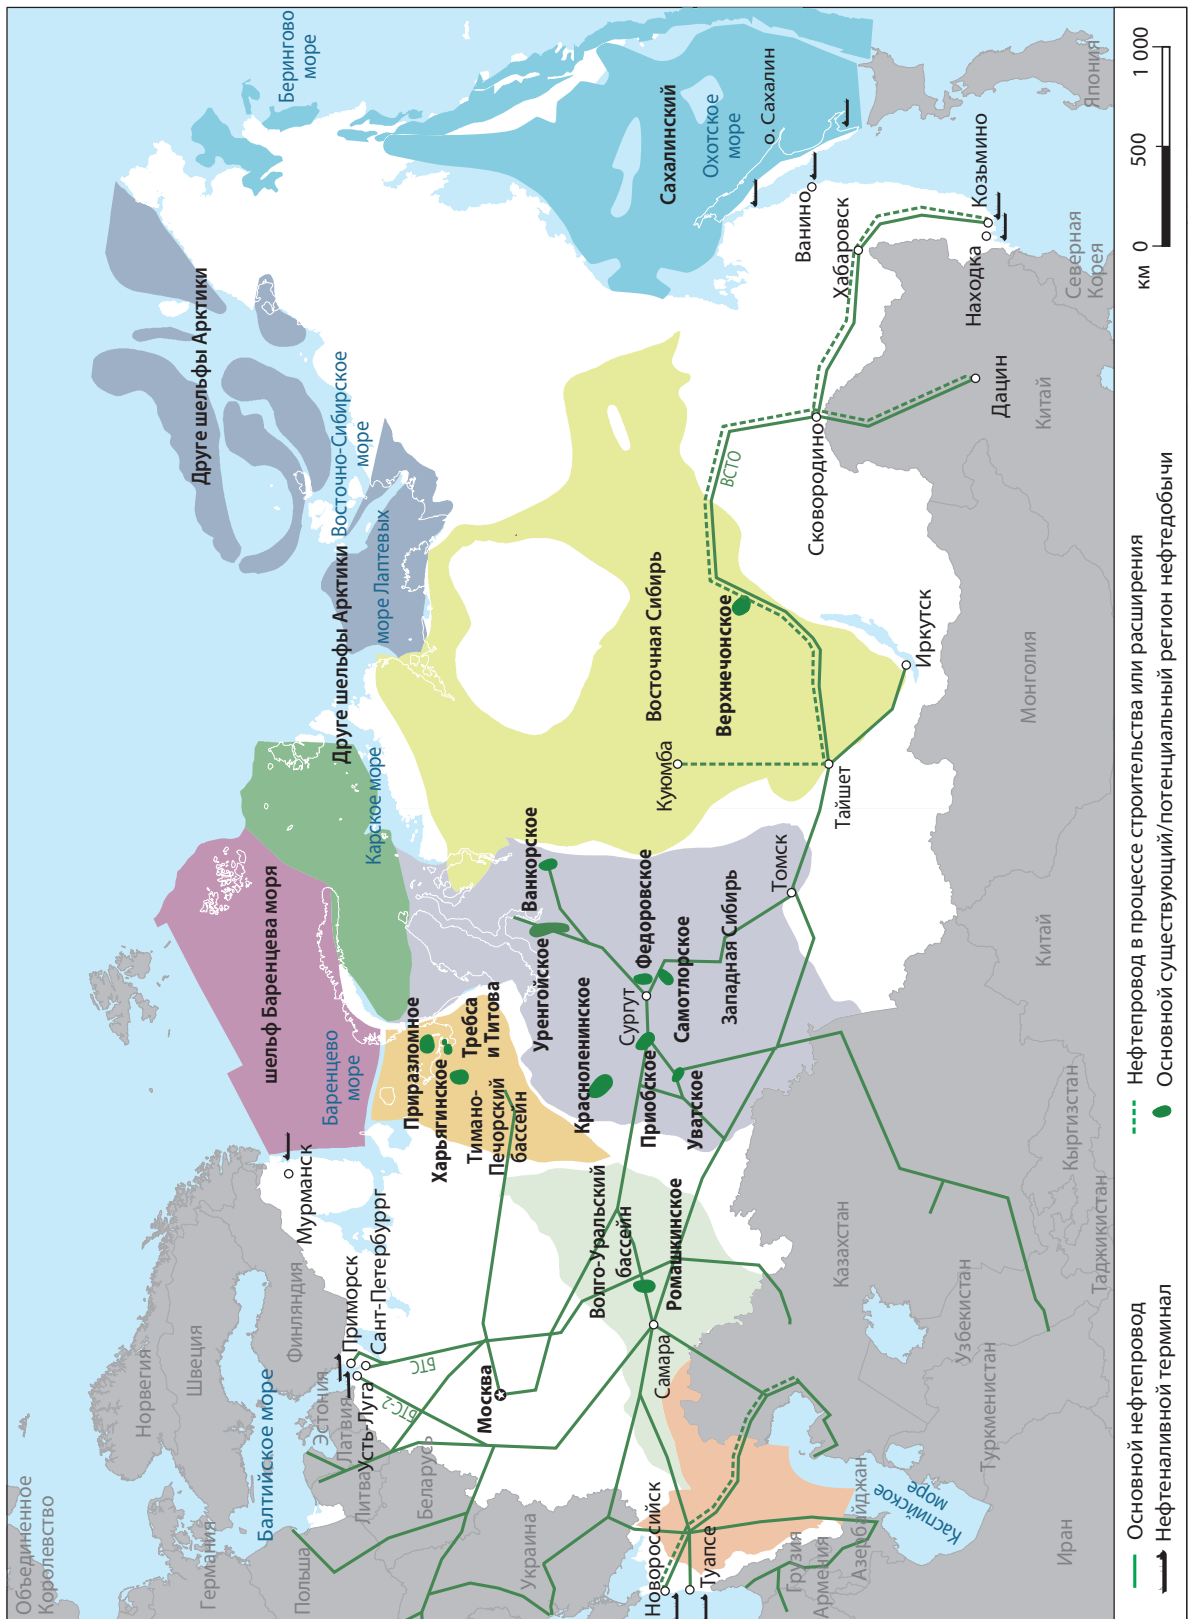 Объединенное
Королевство
Норвегия
Швеция
Финляндия
Балтийское море
Германия
Польша
Эстония
Латвия
Литва
Беларусь
Украина
Мурманск
Приморск
Сант-Петербургг
Усть-Луга
БТС
БТС-2
Москва
Баренцево
море
шельф Баренцева моря
Карское море
Друге шельфы Арктики
море Лаптевых
Восточно-Сибирское
море
Друге шельфы Арктики
Берингово
море
Приразломное
Харьягинское
Требса
и Титова
Тимано-
Печорский
бассейн
Уренгойское
Ванкорское
Красноленинское
Приобское
Уватское
Сургут
Федоровское
Самотлорское
Западная Сибирь
Томск
Волго-Уральский
бассейн
Ромашкинское
Самара
Новороссийск
Туапсе
Куюмба
Восточная Сибирь
Верхнечонское
Тайшет
Иркутск
ВСТО
Сковородино
Хабаровск
Ванино
Сахалинский
Охотское
море
о. Сахалин
Находка
Козьмино
Дацин
Китай
Северная
Корея
Япония
Монголия
Китай
Казахстан
Кыргизстан
Таджикистан
Узбекистан
Туркменистан
Каспийское
море
Грузия
Армения
Азербайджан
Иран
км
0
500
1 000
Основной нефтепровод
Нефтеналивной терминал
Нефтепровод в процессе строительства или расширения
Основной существующий/потенциальный регион нефтедобычи